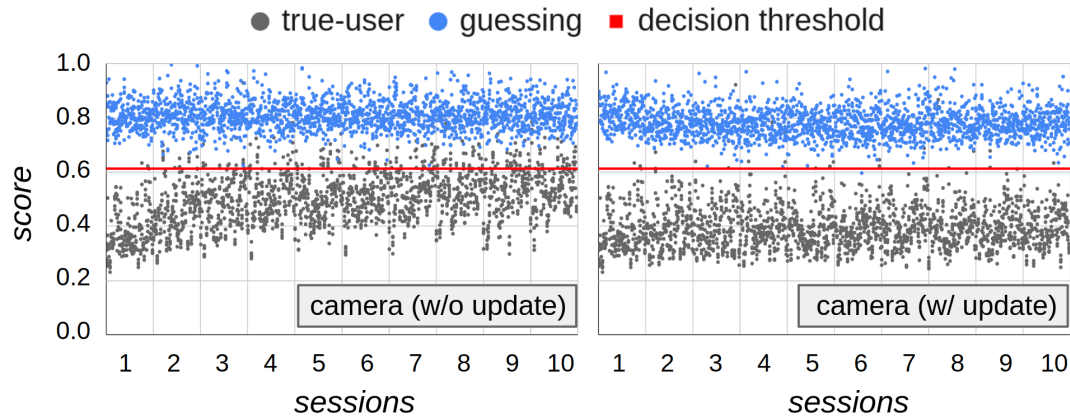 true-user guessing decision threshold
score
1.0
0.8
0.6
0.4
0.2
0.0
camera (w/o update)
1 2 3 4 5 6 7 8 9 10
sessions
camera (w/ update)
1 2 3 4 5 6 7 8 9 10
sessions